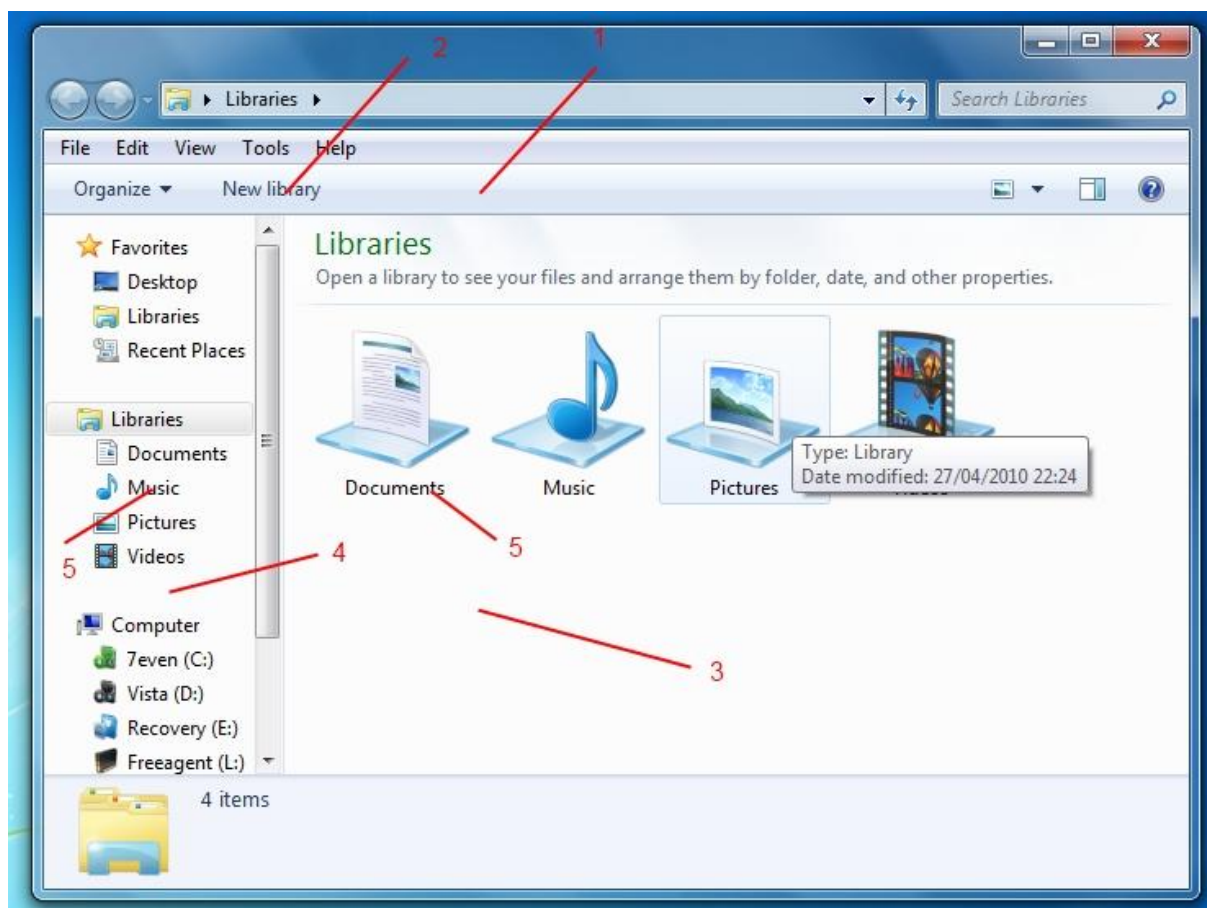 2 1
Libraries
Search Libraries
File Edit View Tools Help
Organize New library
Favorites
Desktop
Libraries
Recent Places
Libraries
Documents
Music
Pictures
Videos
Computer
7even (C:)
Vista (D:)
Recovery (E:)
Freeagent (L:)
Libraries
Open a library to see your files and arrange them by folder, date, and other properties.
Documents Music Pictures
Type: Library
Date modified: 27/04/2010 22:24
5
4
5
3
4 items